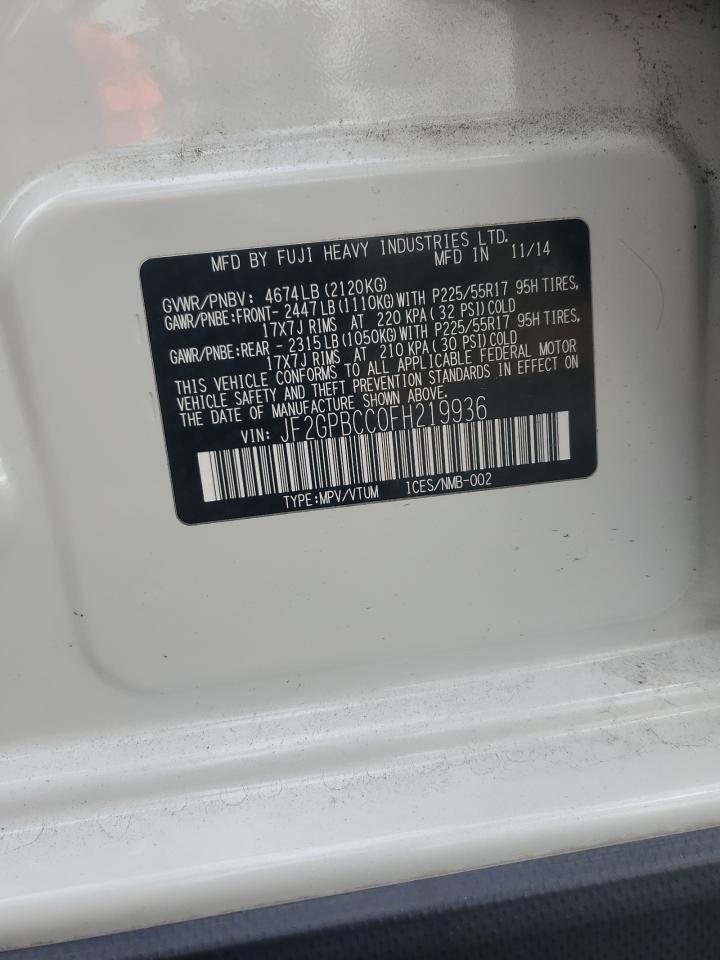 MFD BY FUJI HEAVY INDUSTRIES LTD.
MFD IN 11/14
GVWR/PNBV: 4674LB(2120KG)
GAWR/PNBE:FRONT- 2447LB(1110KG)WITH P225/55R17 95H TIRES,
17X7J RIMS AT 220 KPA( 32 PSI)COLD
GAWR/PNBE:REAR - 2315LB(1050KG)WITH P225/55R17 95H TIRES,
17X7J RIMS AT 210 KPA( 30 PSI)COLD
THIS VEHICLE CONFORMS TO ALL APPLICABLE FEDERAL MOTOR
VEHICLE SAFETY AND THEFT PREVENTION STANDARDS IN EFFECT ON
THE DATE OF MANUFACTURE SHOWN ABOVE.
VIN: JF2GPBCC0FH219936
TYPE:MPV/VTUM ICES/NMB-002